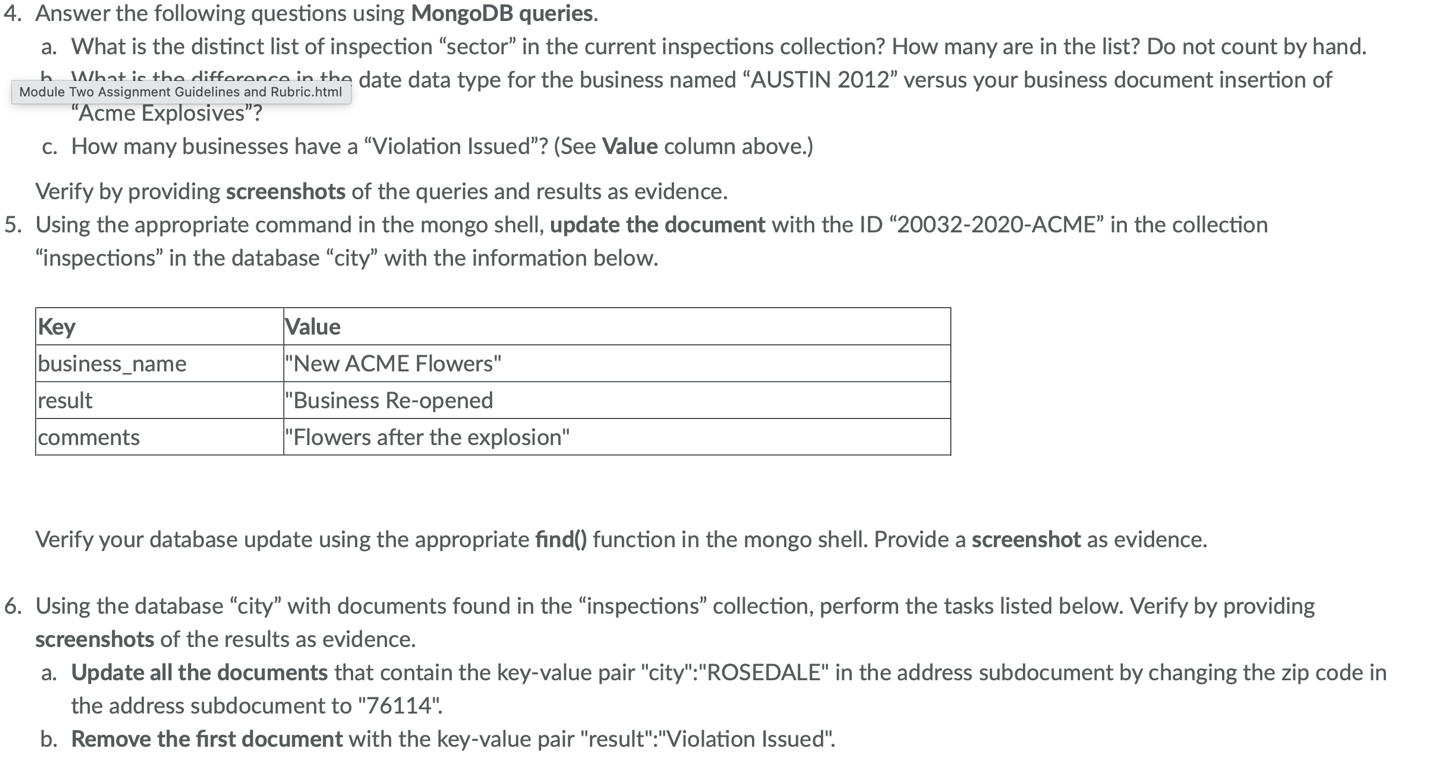 4. Answer the following questions using MongoDB queries.
a. What is the distinct list of inspection “sector” in the current inspections collection? How many are in the list? Do not count by hand.
b. What is the difference in the date data type for the business named “AUSTIN 2012” versus your business document insertion of
Module Two Assignment Guidelines and Rubric.html
“Acme Explosives”?
c. How many businesses have a “Violation Issued”? (See Value column above.)
Verify by providing screenshots of the queries and results as evidence.
5. Using the appropriate command in the mongo shell, update the document with the ID “20032-2020-ACME” in the collection
“inspections” in the database “city” with the information below.
Key Value
business_name "New ACME Flowers"
result "Business Re-opened
comments "Flowers after the explosion"
Verify your database update using the appropriate find() function in the mongo shell. Provide a screenshot as evidence.
6. Using the database “city” with documents found in the “inspections” collection, perform the tasks listed below. Verify by providing
screenshots of the results as evidence.
a. Update all the documents that contain the key-value pair "city":"ROSEDALE" in the address subdocument by changing the zip code in
the address subdocument to "76114".
b. Remove the first document with the key-value pair "result":"Violation Issued".